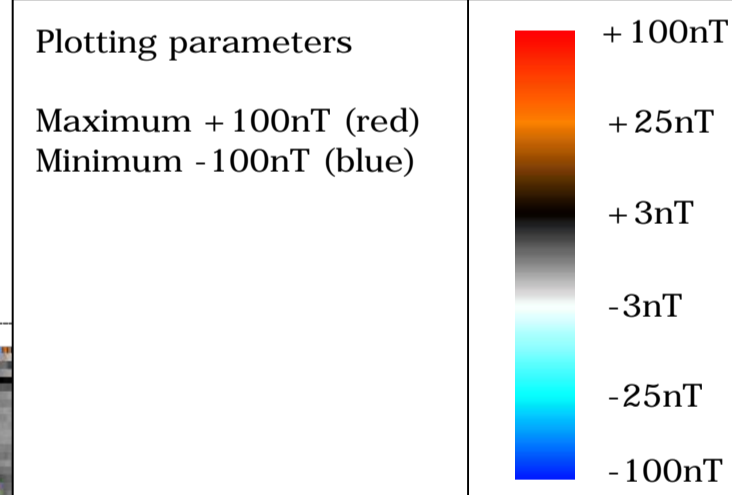 Plotting parameters
Maximum +100nT (red)
Minimum -100nT (blue)
+100nT
+25nT
+3nT
-3nT
-25nT
-100nT